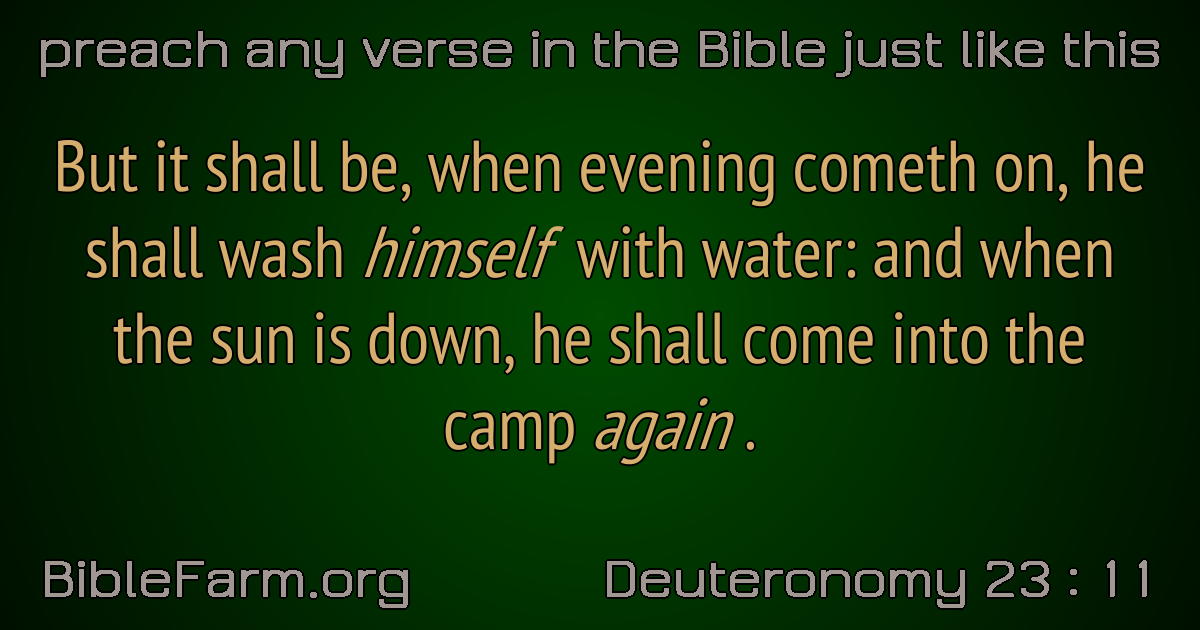 preach any verse in the Bible just like this
But it shall be, when evening cometh on, he
shall wash himself with water: and when
the sun is down, he shall come into the
camp again .
BibleFarm.org
Deuteronomy 23 : 11